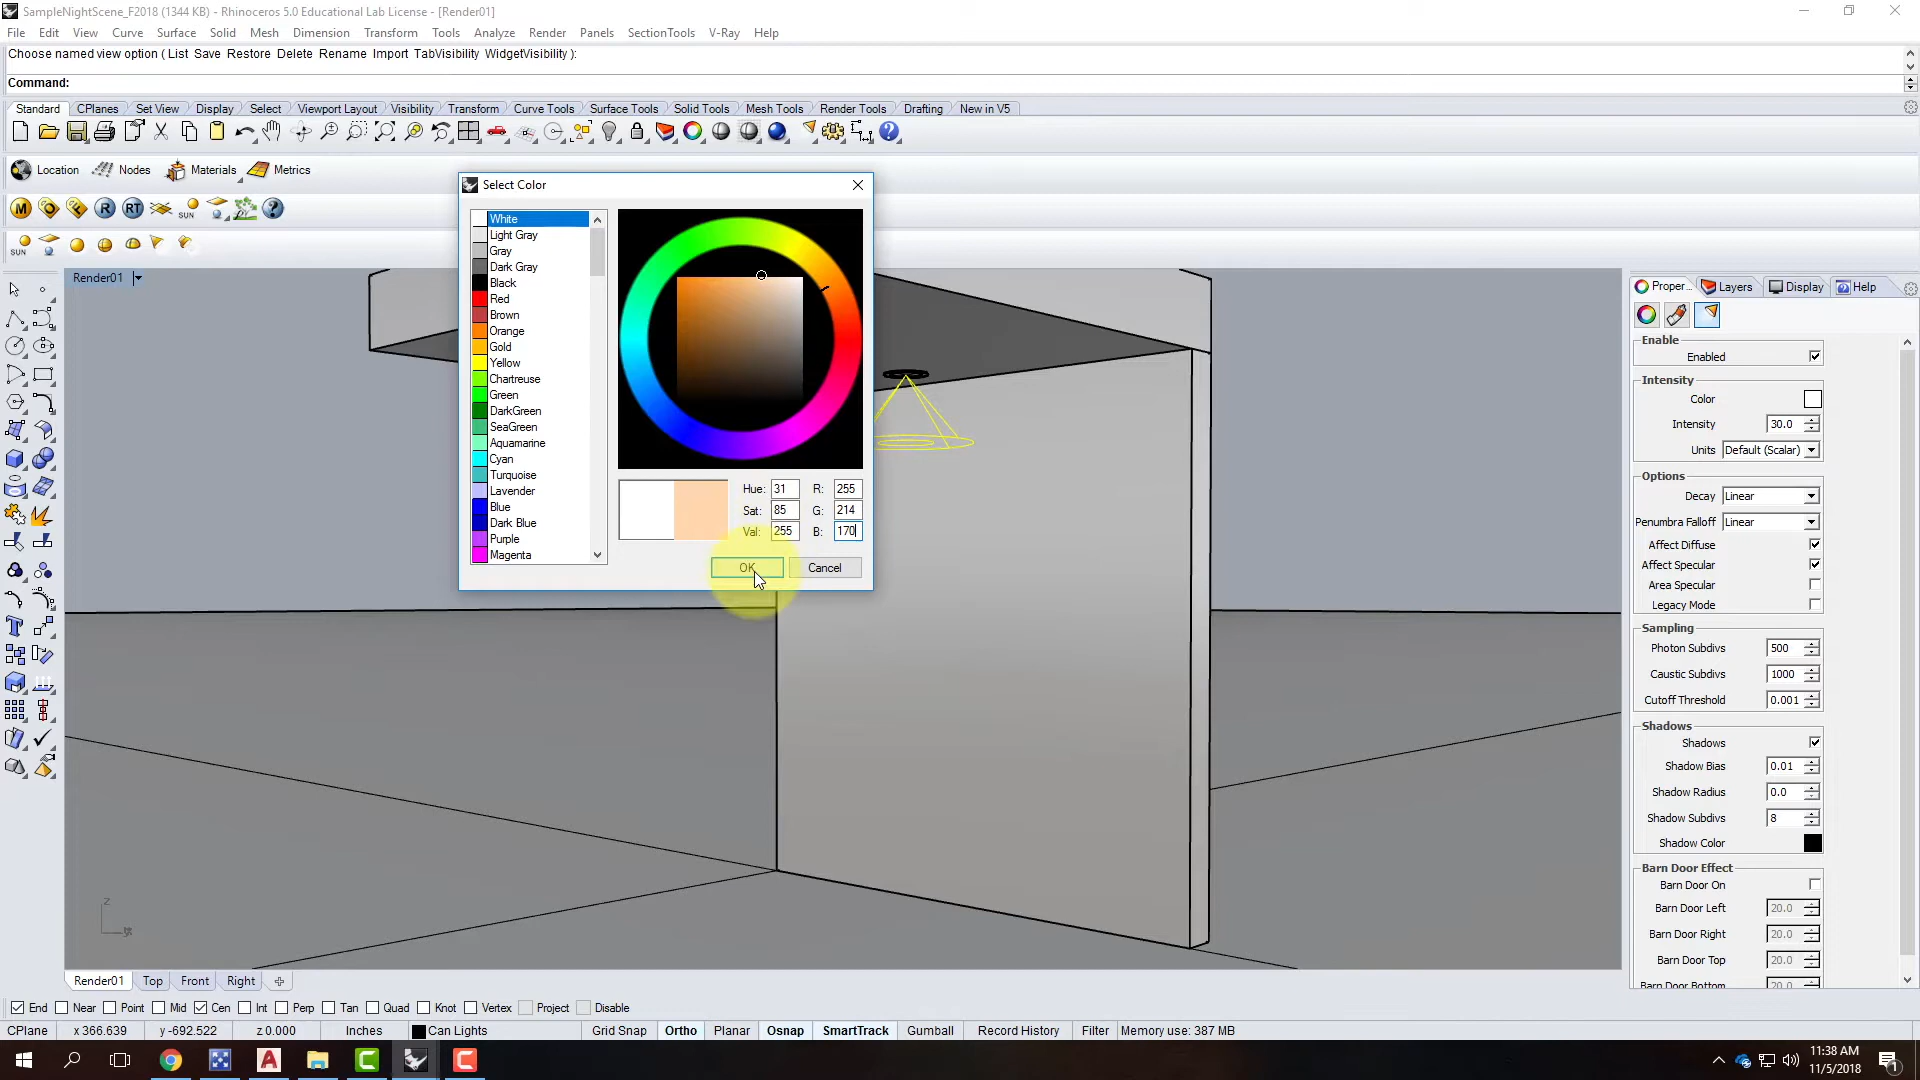 SampleNightScene_F2018 (1344 KB) - Rhinoceros 5.0 Educational Lab License - [Render01]
File Edit View Curve Surface Solid Mesh Dimension Transform Tools Analyze Render Panels SectionTools V-Ray Help
Choose named view option ( List Save Restore Delete Rename Import TabVisibility WidgetVisibility ):
Command:
Standard CPlanes Set View Display Select Viewport Layout Visibility Transform Curve Tools Surface Tools Solid Tools Mesh Tools Render Tools Drafting New in V5
Location Nodes Materials Metrics
M O F R RT SUN ?
SUN
Render01
Select Color
White
Light Gray
Gray
Dark Gray
Black
Red
Brown
Orange
Gold
Yellow
Chartreuse
Green
DarkGreen
SeaGreen
Aquamarine
Cyan
Turquoise
Lavender
Blue
Dark Blue
Purple
Magenta
Hue: 31 R: 255
Sat: 85 G: 214
Val: 255 B: 170
OK Cancel
Proper... Layers Display Help
Enable
Enabled
Intensity
Color
Intensity 30.0
Units Default (Scalar)
Options
Decay Linear
Penumbra Falloff Linear
Affect Diffuse
Affect Specular
Area Specular
Legacy Mode
Sampling
Photon Subdivs 500
Caustic Subdivs 1000
Cutoff Threshold 0.001
Shadows
Shadows
Shadow Bias 0.01
Shadow Radius 0.0
Shadow Subdivs 8
Shadow Color
Barn Door Effect
Barn Door On
Barn Door Left 20.0
Barn Door Right 20.0
Barn Door Top 20.0
Barn Door Bottom 20.0
z
Render01 Top Front Right
End Near Point Mid Cen Int Perp Tan Quad Knot Vertex Project Disable
CPlane x 366.639 y -692.522 z 0.000 Inches Can Lights Grid Snap Ortho Planar Osnap SmartTrack Gumball Record History Filter Memory use: 387 MB
11:38 AM
11/5/2018
1